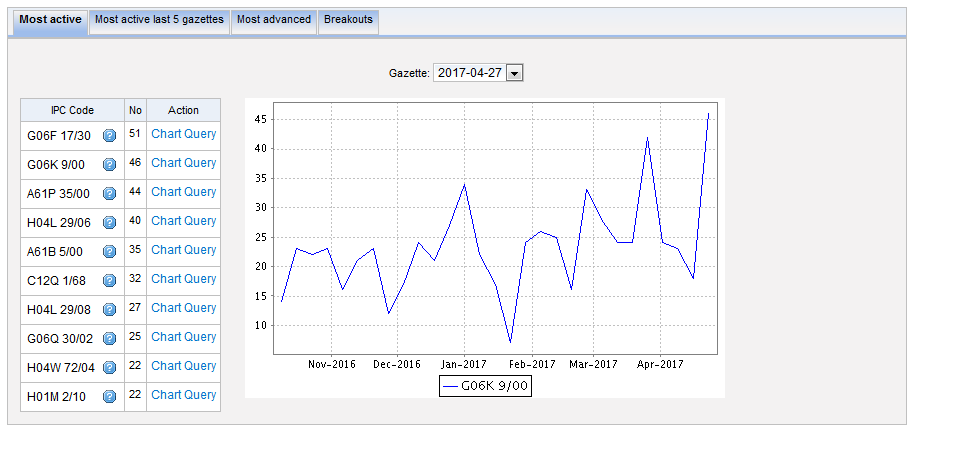 Most active Most active last 5 gazettes Most advanced Breakouts
Gazette: 2017-04-27
IPC Code No Action
G06F 17/30 ? 51 Chart Query
G06K 9/00 ? 46 Chart Query
A61P 35/00 ? 44 Chart Query
H04L 29/06 ? 40 Chart Query
A61B 5/00 ? 35 Chart Query
C12Q 1/68 ? 32 Chart Query
H04L 29/08 ? 27 Chart Query
G06Q 30/02 ? 25 Chart Query
H04W 72/04 ? 22 Chart Query
H01M 2/10 ? 22 Chart Query
45
40
35
30
25
20
15
10
Nov-2016 Dec-2016 Jan-2017 Feb-2017 Mar-2017 Apr-2017
G06K 9/00